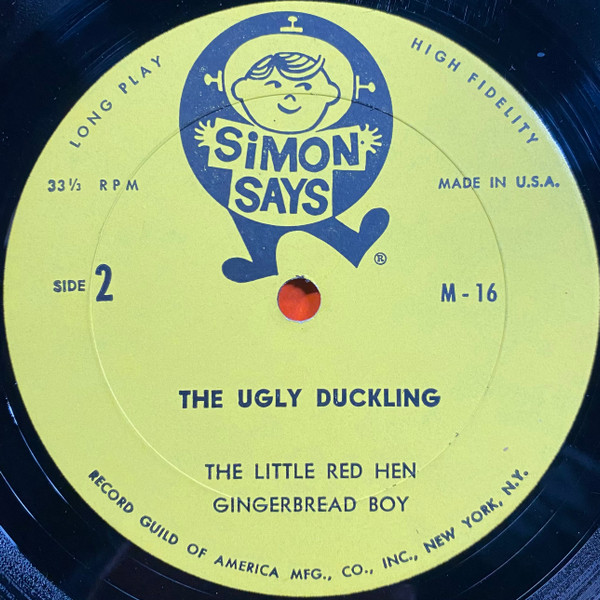 LONG PLAY
HIGH FIDELITY
SiMON
SAYS
®
33⅓ RPM
MADE IN U.S.A.
SIDE 2
M-16
THE UGLY DUCKLING
THE LITTLE RED HEN
GINGERBREAD BOY
RECORD GUILD OF AMERICA MFG., CO., INC., NEW YORK, N.Y.